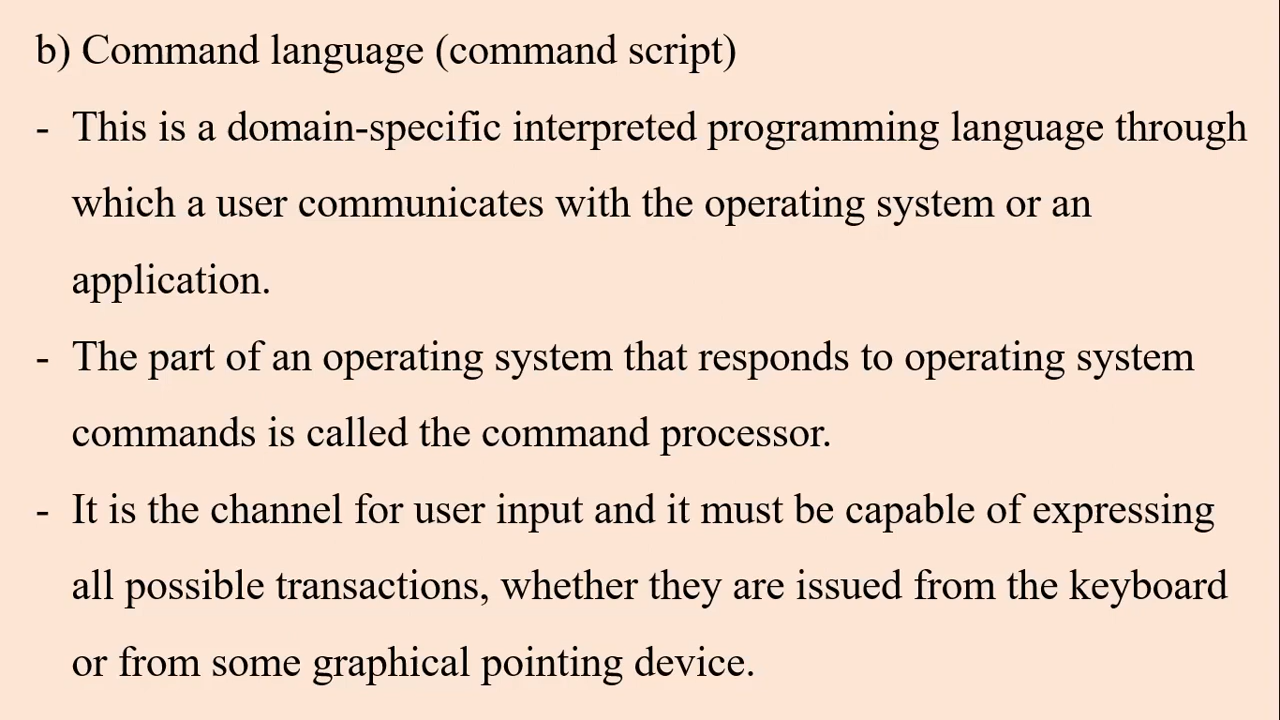 b) Command language (command script)
- This is a domain-specific interpreted programming language through
which a user communicates with the operating system or an
application.
- The part of an operating system that responds to operating system
commands is called the command processor.
- It is the channel for user input and it must be capable of expressing
all possible transactions, whether they are issued from the keyboard
or from some graphical pointing device.